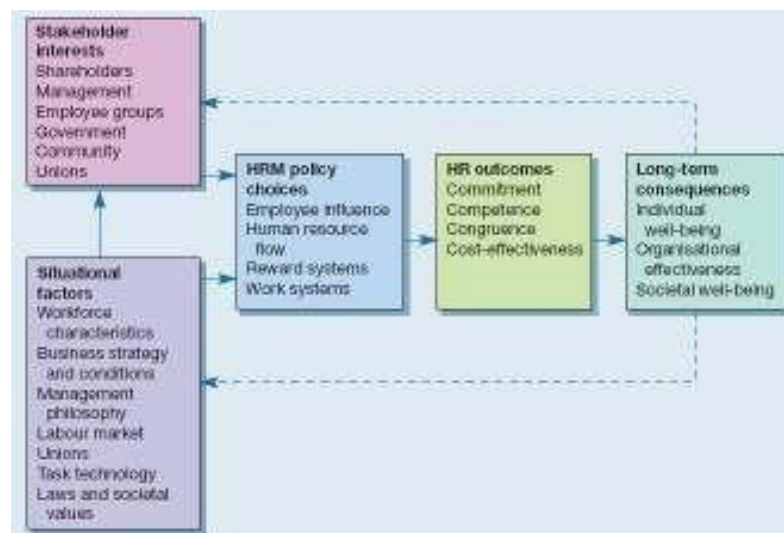 Stakeholder
interests
Shareholders
Management
Employee groups
Government
Community
Unions
HRM policy
choices
Employee influence
Human resource
flow
Reward systems
Work systems
HR outcomes
Commitment
Competence
Congruence
Cost-effectiveness
Long-term
consequences
Individual
well-being
Organisational
effectiveness
Societal well-being
Situational
factors
Workforce
characteristics
Business strategy
and conditions
Management
philosophy
Labour market
Unions
Task technology
Laws and societal
values